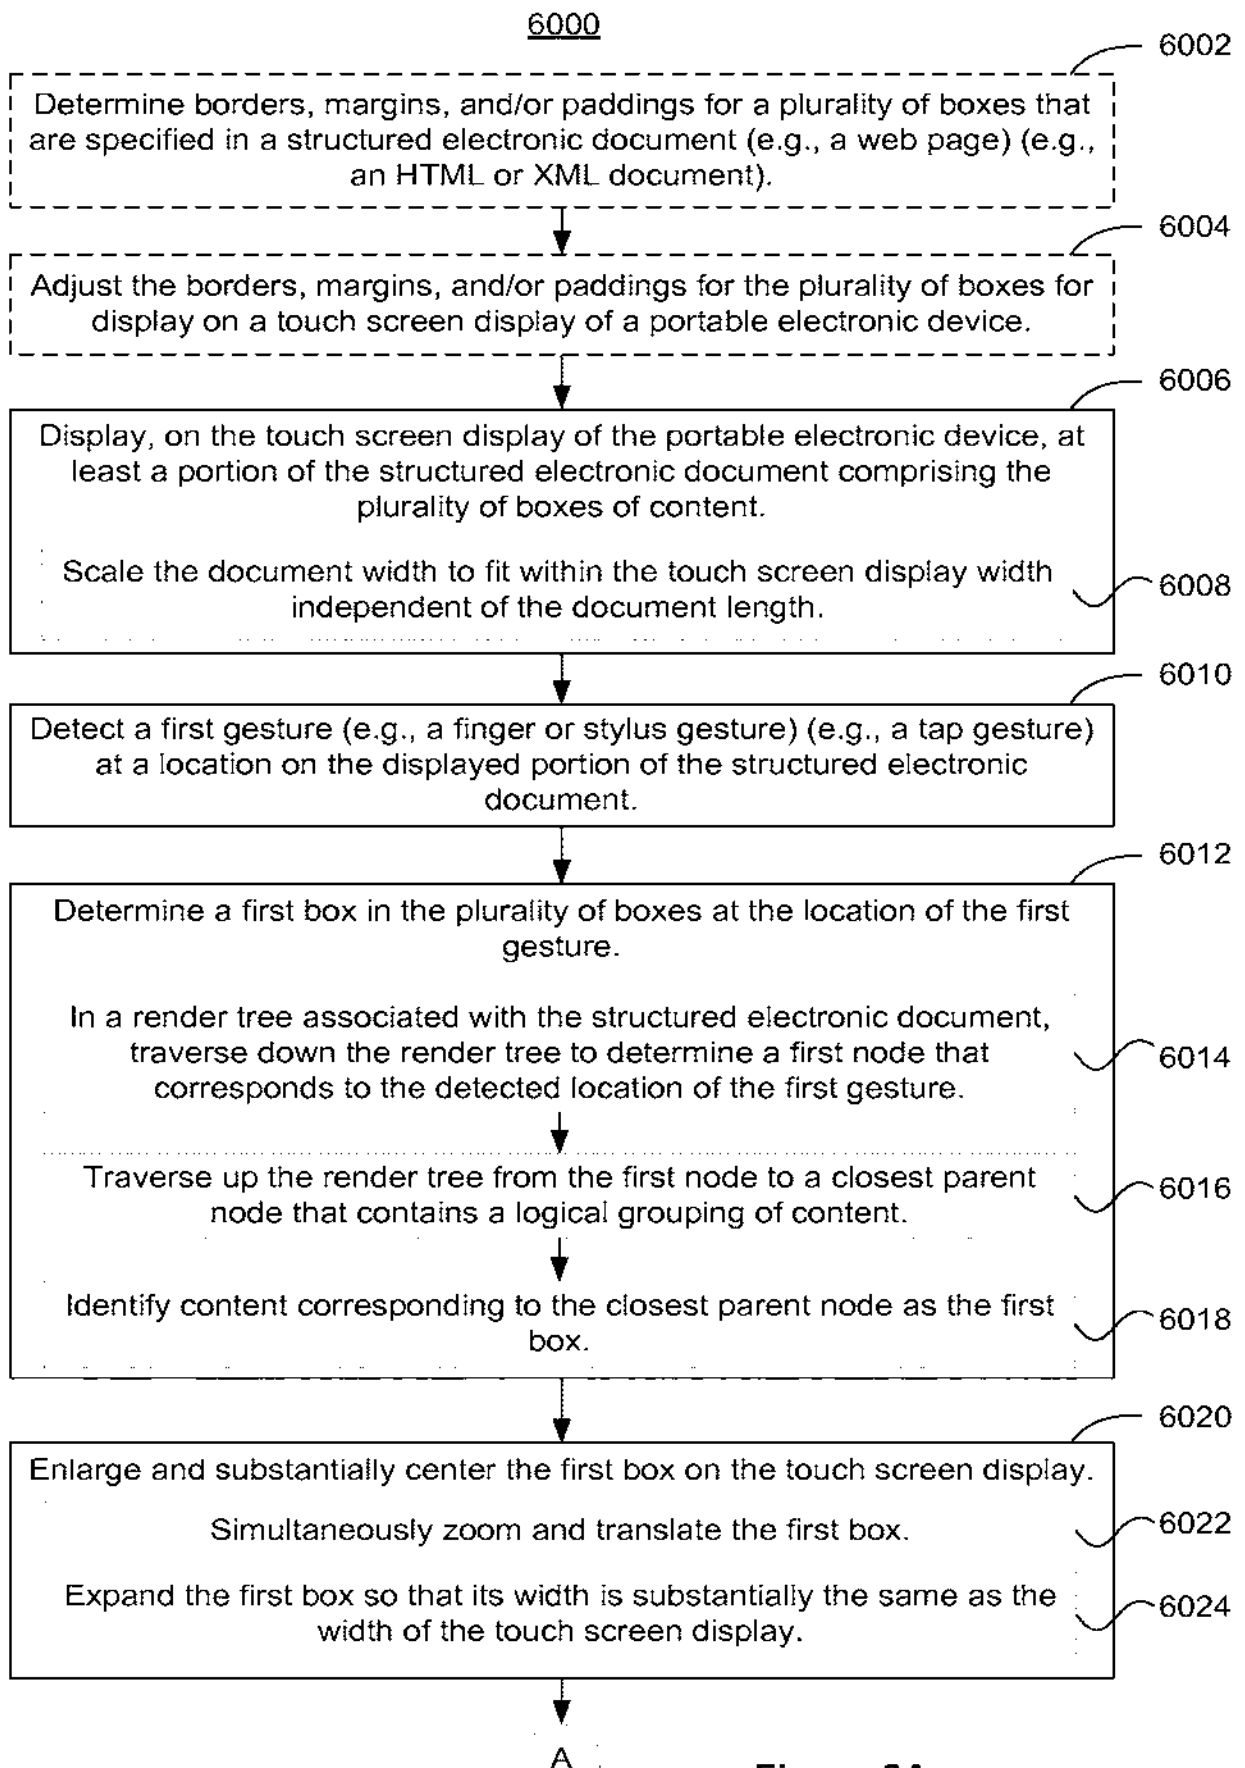 6000
6002
Determine borders, margins, and/or paddings for a plurality of boxes that
are specified in a structured electronic document (e.g., a web page) (e.g.,
an HTML or XML document).
6004
Adjust the borders, margins, and/or paddings for the plurality of boxes for
display on a touch screen display of a portable electronic device.
6006
Display, on the touch screen display of the portable electronic device, at
least a portion of the structured electronic document comprising the
plurality of boxes of content.
Scale the document width to fit within the touch screen display width
independent of the document length.
6008
6010
Detect a first gesture (e.g., a finger or stylus gesture) (e.g., a tap gesture)
at a location on the displayed portion of the structured electronic
document.
6012
Determine a first box in the plurality of boxes at the location of the first
gesture.
In a render tree associated with the structured electronic document,
traverse down the render tree to determine a first node that
corresponds to the detected location of the first gesture.
6014
Traverse up the render tree from the first node to a closest parent
node that contains a logical grouping of content.
6016
Identify content corresponding to the closest parent node as the first
box.
6018
6020
Enlarge and substantially center the first box on the touch screen display.
Simultaneously zoom and translate the first box.
6022
Expand the first box so that its width is substantially the same as the
width of the touch screen display.
6024
A